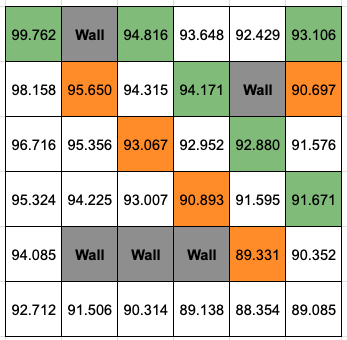 99.762 Wall 94.816 93.648 92.429 93.106
98.158 95.650 94.315 94.171 Wall 90.697
96.716 95.356 93.067 92.952 92.880 91.576
95.324 94.225 93.007 90.893 91.595 91.671
94.085 Wall Wall Wall 89.331 90.352
92.712 91.506 90.314 89.138 88.354 89.085